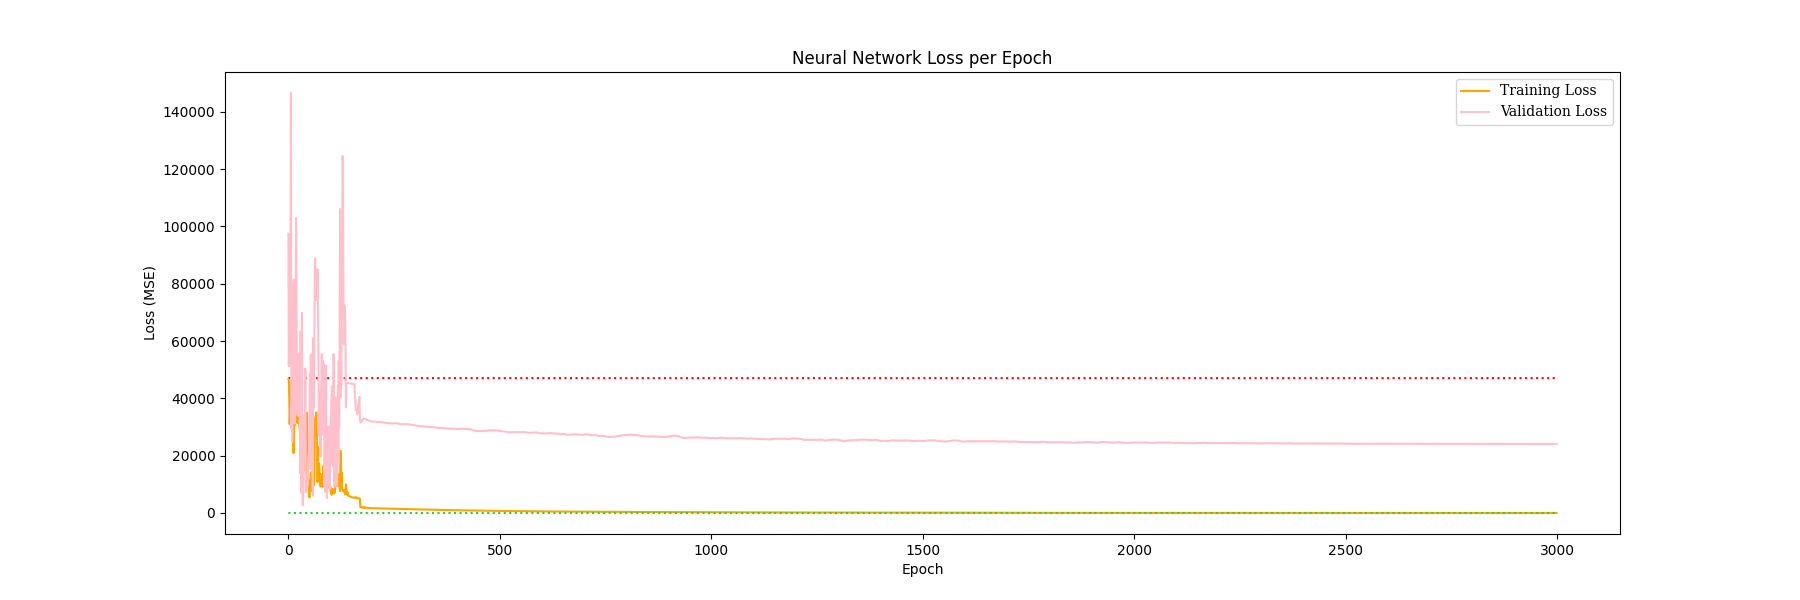 Neural Network Loss per Epoch
Training Loss
Validation Loss
140000
120000
100000
80000
60000
40000
20000
0
Loss (MSE)
0 500 1000 1500 2000 2500 3000
Epoch